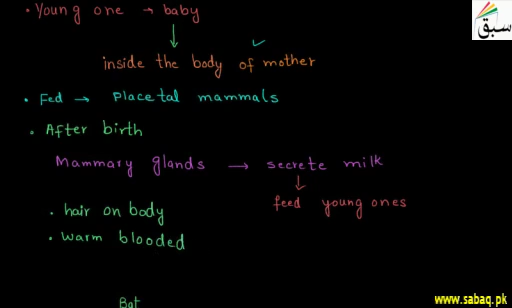 سبق
• Young one → baby
inside the body of mother
• Fed → placetal mammals
• After birth
Mammary glands → secrete milk
feed young ones
• hair on body
• warm blooded
Bat
www.sabaq.pk